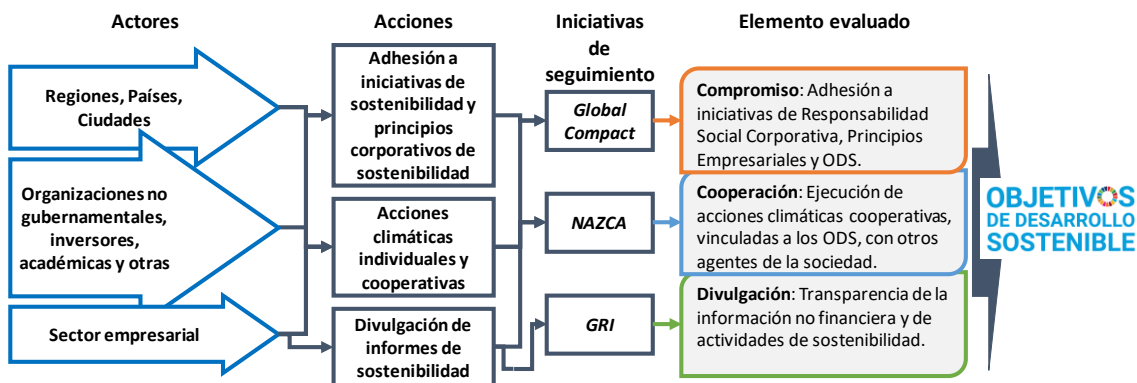 Actores
Acciones
Iniciativas
de
seguimiento
Elemento evaluado
Regiones, Países,
Ciudades
Organizaciones no
gubernamentales,
inversores,
académicas y otras
Sector empresarial
Adhesión a
iniciativas de
sostenibilidad y
principios
corporativos de
sostenibilidad
Acciones
climáticas
individuales y
cooperativas
Divulgación de
informes de
sostenibilidad
Global
Compact
NAZCA
GRI
Compromiso: Adhesión a
iniciativas de Responsabilidad
Social Corporativa, Principios
Empresariales y ODS.
Cooperación: Ejecución de
acciones climáticas cooperativas,
vinculadas a los ODS, con otros
agentes de la sociedad.
Divulgación: Transparencia de la
información no financiera y de
actividades de sostenibilidad.
OBJETIVOS
DE DESARROLLO
SOSTENIBLE